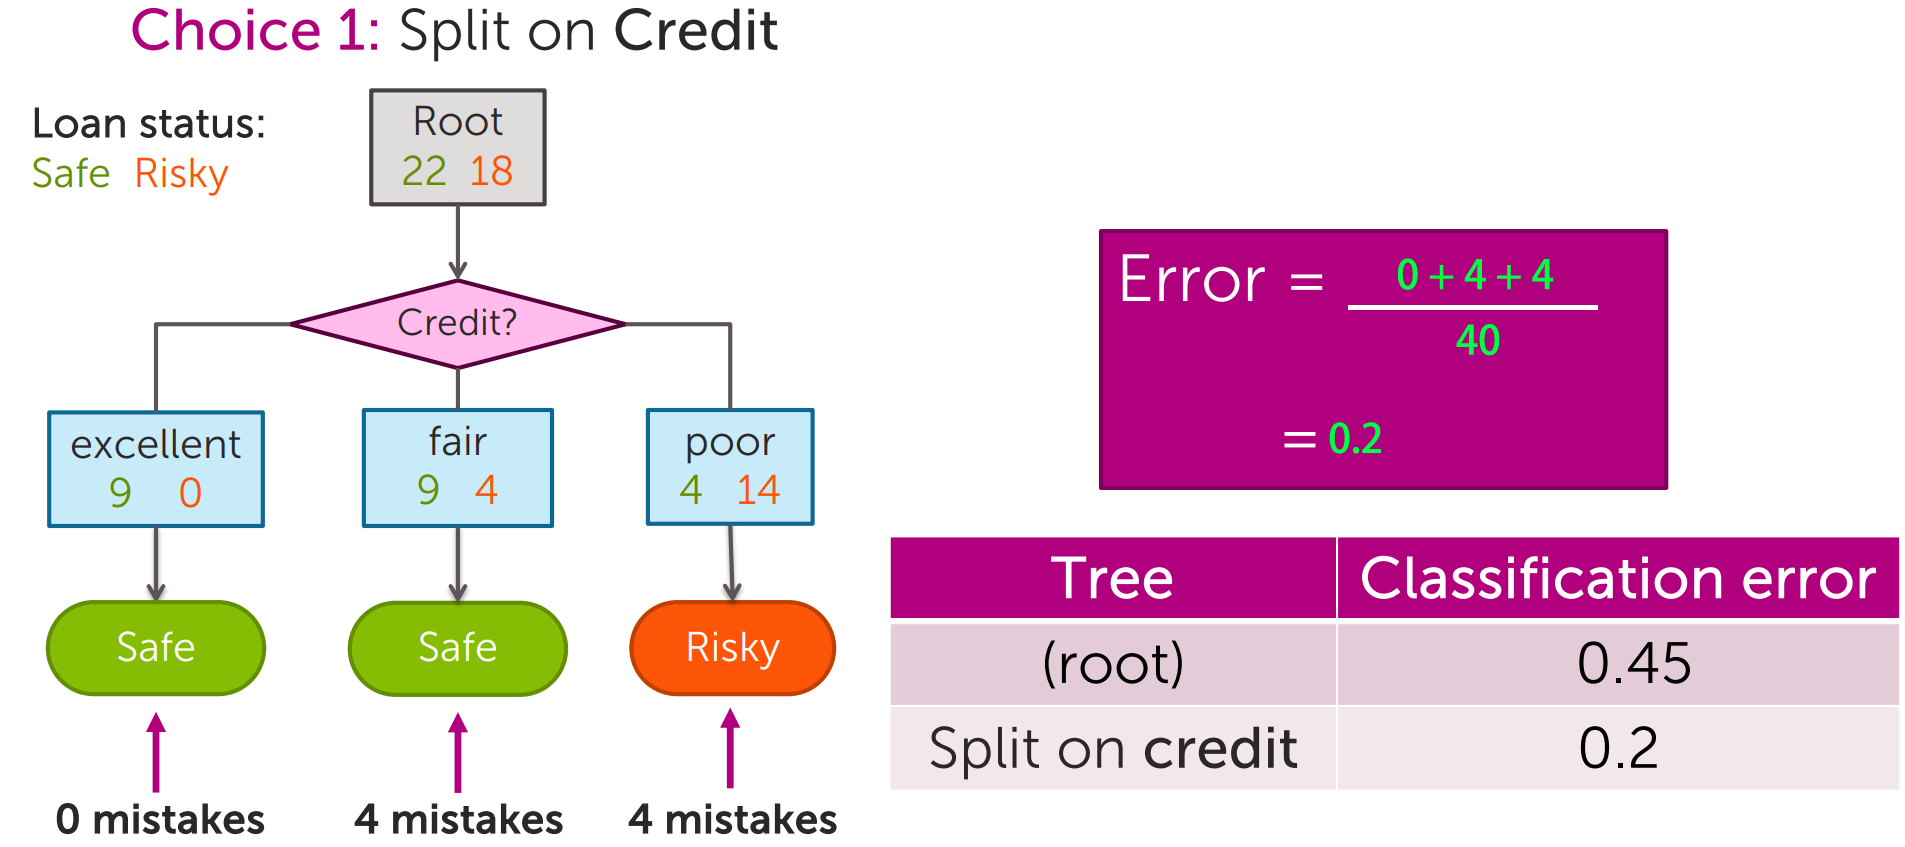 Choice 1: Split on Credit
Loan status:
Safe Risky
Root
22 18
Credit?
excellent
9 0
fair
9 4
poor
4 14
Safe
Safe
Risky
0 mistakes
4 mistakes
4 mistakes
Error = 0 + 4 + 4
40
= 0.2
Tree Classification error
(root) 0.45
Split on credit 0.2